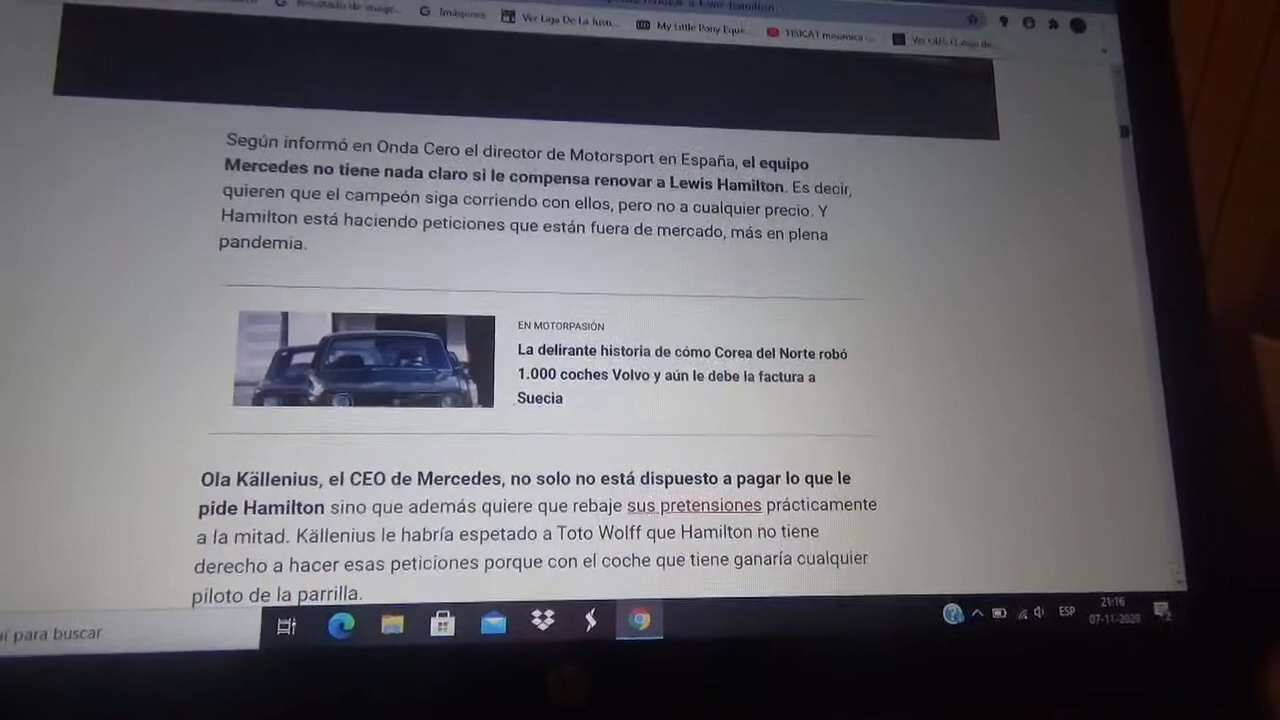 Resultado de image...
Imágenes
Ver Liga De La Justi...
My Little Pony Eque...
Según informó en Onda Cero el director de Motorsport en España, el equipo
Mercedes no tiene nada claro si le compensa renovar a Lewis Hamilton. Es decir,
quieren que el campeón siga corriendo con ellos, pero no a cualquier precio. Y
Hamilton está haciendo peticiones que están fuera de mercado, más en plena
pandemia.
EN MOTORPASIÓN
La delirante historia de cómo Corea del Norte robó
1.000 coches Volvo y aún le debe la factura a
Suecia
Ola Källenius, el CEO de Mercedes, no solo no está dispuesto a pagar lo que le
pide Hamilton sino que además quiere que rebaje sus pretensiones prácticamente
a la mitad. Källenius le habría espetado a Toto Wolff que Hamilton no tiene
derecho a hacer esas peticiones porque con el coche que tiene ganaría cualquier
piloto de la parrilla.
para buscar
ESP
21:16
07-11-2020